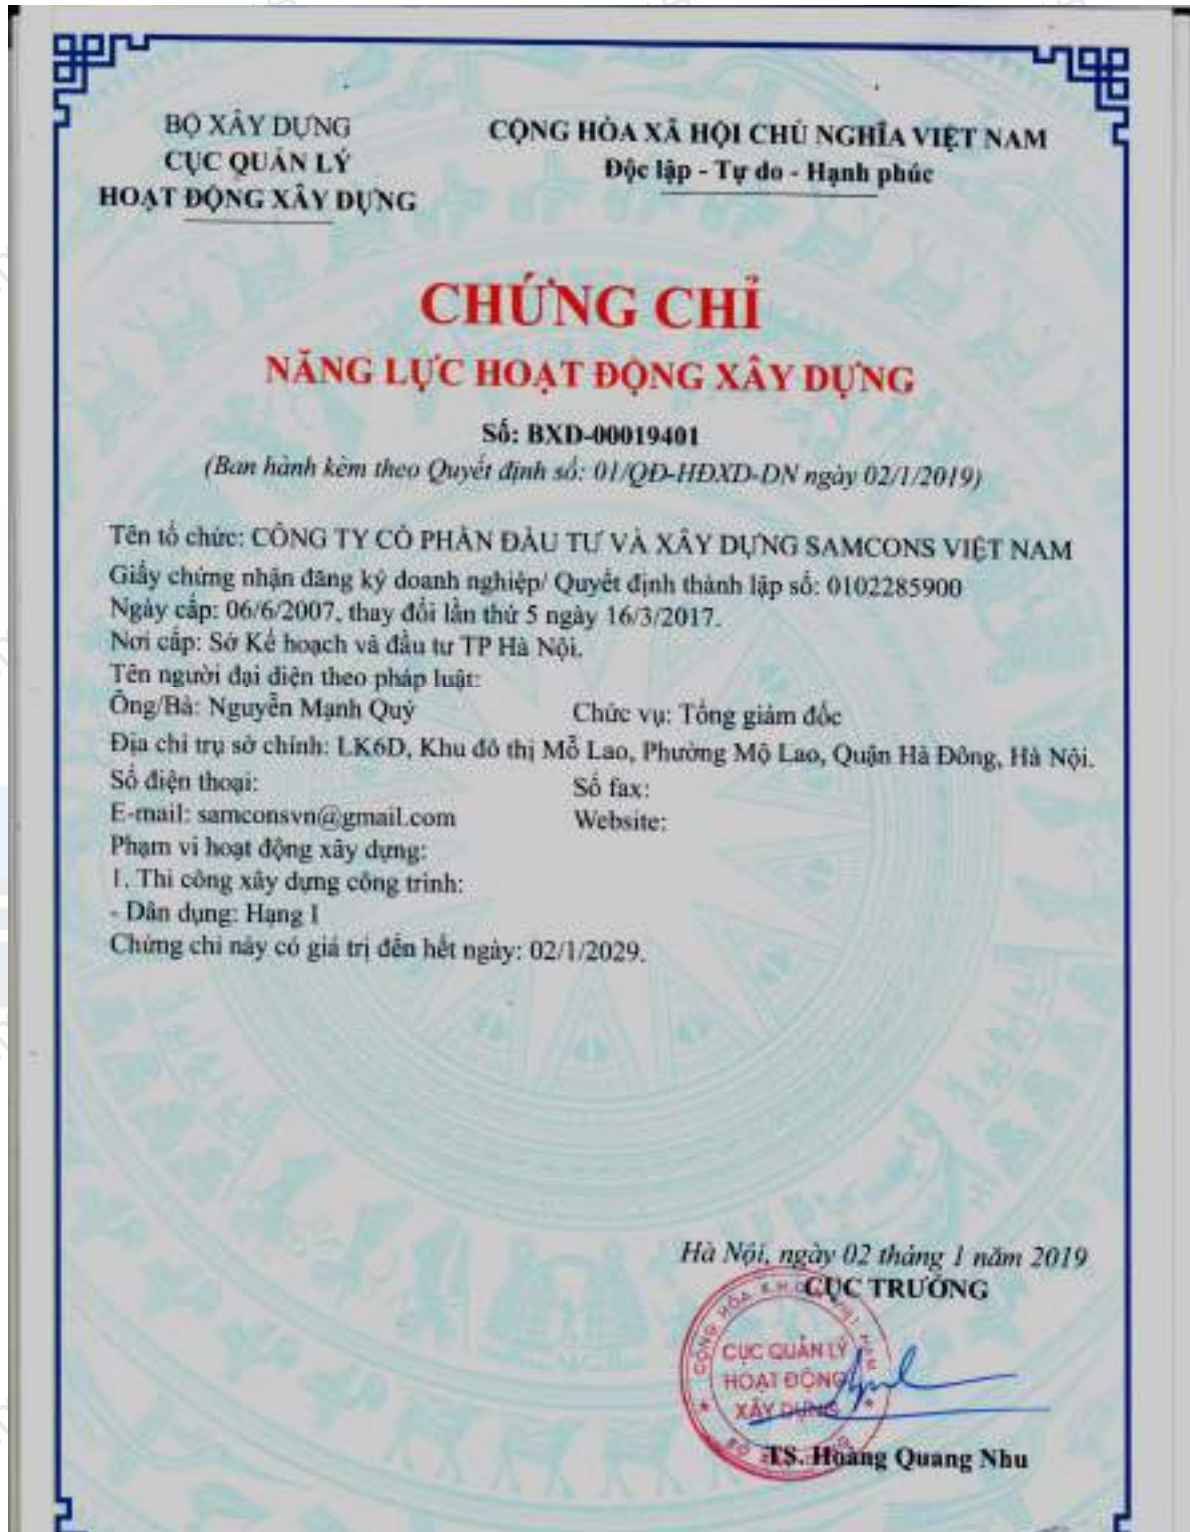 BỘ XÂY DỰNG
CỤC QUẢN LÝ
HOẠT ĐỘNG XÂY DỰNG
CỘNG HÒA XÃ HỘI CHỦ NGHĨA VIỆT NAM
Độc lập - Tự do - Hạnh phúc
CHỨNG CHỈ
NĂNG LỰC HOẠT ĐỘNG XÂY DỰNG
Số: BXD-00019401
(Ban hành kèm theo Quyết định số: 01/QĐ-HĐXD-DN ngày 02/1/2019)
Tên tổ chức: CÔNG TY CỔ PHẦN ĐẦU TƯ VÀ XÂY DỰNG SAMCONS VIỆT NAM
Giấy chứng nhận đăng ký doanh nghiệp/ Quyết định thành lập số: 0102285900
Ngày cấp: 06/6/2007, thay đổi lần thứ 5 ngày 16/3/2017.
Nơi cấp: Sở Kế hoạch và đầu tư TP Hà Nội.
Tên người đại diện theo pháp luật:
Ông/Bà: Nguyễn Mạnh Quý Chức vụ: Tổng giám đốc
Địa chỉ trụ sở chính: LK6D, Khu đô thị Mỗ Lao, Phường Mộ Lao, Quận Hà Đông, Hà Nội.
Số điện thoại: Số fax:
E-mail: samconsvn@gmail.com Website:
Phạm vi hoạt động xây dựng:
1. Thi công xây dựng công trình:
- Dân dụng: Hạng I
Chứng chỉ này có giá trị đến hết ngày: 02/1/2029.
Hà Nội, ngày 02 tháng 1 năm 2019
CỤC TRƯỞNG
CỤC QUẢN LÝ
HOẠT ĐỘNG
XÂY DỰNG
TS. Hoàng Quang Nhu